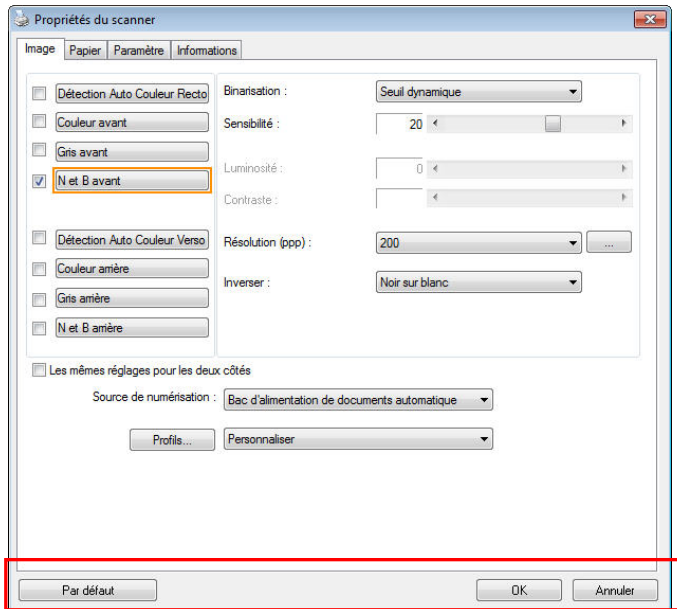 Propriétés du scanner
Image Papier Paramètre Informations
Détection Auto Couleur Recto
Couleur avant
Gris avant
N et B avant
Détection Auto Couleur Verso
Couleur arrière
Gris arrière
N et B arrière
Binarisation : Seuil dynamique
Sensibilité : 20
Luminosité : 0
Contraste :
Résolution (ppp) : 200 ...
Inverser : Noir sur blanc
Les mêmes réglages pour les deux côtés
Source de numérisation : Bac d'alimentation de documents automatique
Profils... Personnaliser
Par défaut OK Annuler